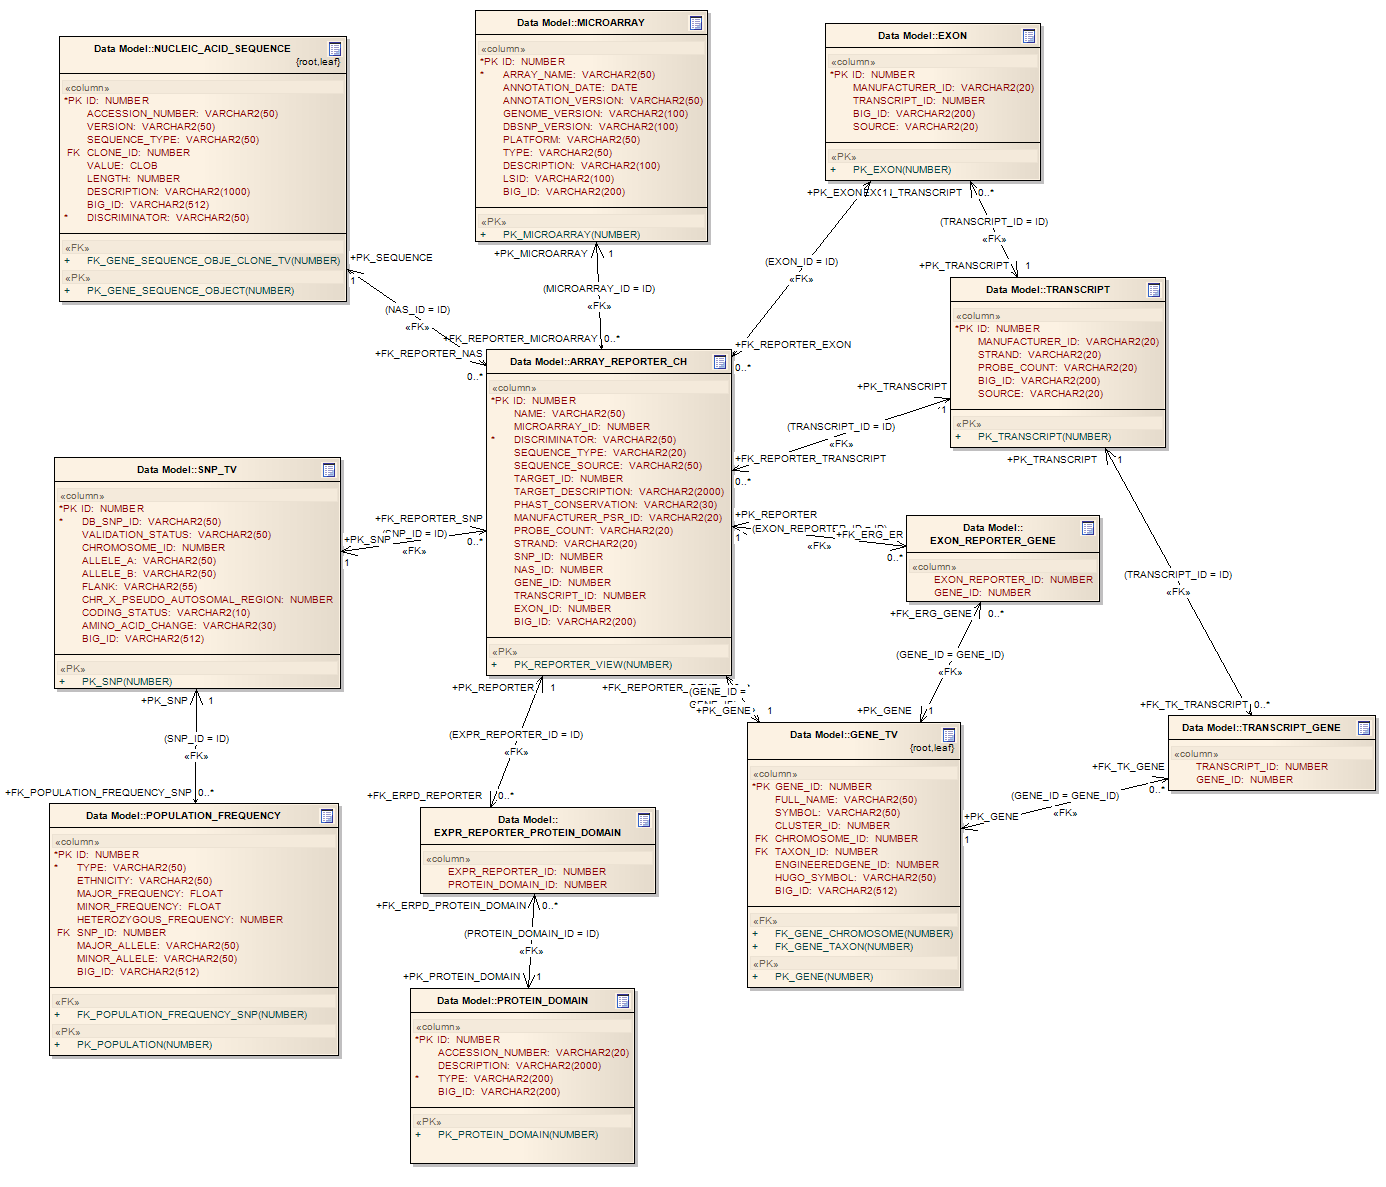 Data Model::NUCLEIC_ACID_SEQUENCE
{root,leaf}
«column»
*PK ID: NUMBER
ACCESSION_NUMBER: VARCHAR2(50)
VERSION: VARCHAR2(50)
SEQUENCE_TYPE: VARCHAR2(50)
FK CLONE_ID: NUMBER
VALUE: CLOB
LENGTH: NUMBER
DESCRIPTION: VARCHAR2(1000)
BIG_ID: VARCHAR2(512)
* DISCRIMINATOR: VARCHAR2(50)
«FK»
+ FK_GENE_SEQUENCE_OBJE_CLONE_TV(NUMBER)
«PK»
+ PK_GENE_SEQUENCE_OBJECT(NUMBER)
Data Model::MICROARRAY
«column»
*PK ID: NUMBER
* ARRAY_NAME: VARCHAR2(50)
ANNOTATION_DATE: DATE
ANNOTATION_VERSION: VARCHAR2(50)
GENOME_VERSION: VARCHAR2(100)
DBSNP_VERSION: VARCHAR2(100)
PLATFORM: VARCHAR2(50)
TYPE: VARCHAR2(50)
DESCRIPTION: VARCHAR2(100)
LSID: VARCHAR2(100)
BIG_ID: VARCHAR2(200)
«PK»
+ PK_MICROARRAY(NUMBER)
Data Model::EXON
«column»
*PK ID: NUMBER
MANUFACTURER_ID: VARCHAR2(20)
TRANSCRIPT_ID: NUMBER
BIG_ID: VARCHAR2(200)
SOURCE: VARCHAR2(20)
«PK»
+ PK_EXON(NUMBER)
+PK_EXON
_TRANSCRIPT 0..*
(TRANSCRIPT_ID = ID)
«FK»
+PK_TRANSCRIPT 1
+PK_SEQUENCE
1
(NAS_ID = ID)
«FK»
+FK_REPORTER_NAS
0..*
+PK_MICROARRAY 1
(MICROARRAY_ID = ID)
«FK»
+FK_REPORTER_MICROARRAY 0..*
(EXON_ID = ID)
«FK»
+FK_REPORTER_EXON
0..*
Data Model::TRANSCRIPT
«column»
*PK ID: NUMBER
MANUFACTURER_ID: VARCHAR2(20)
STRAND: VARCHAR2(20)
PROBE_COUNT: VARCHAR2(20)
BIG_ID: VARCHAR2(200)
SOURCE: VARCHAR2(20)
«PK»
+ PK_TRANSCRIPT(NUMBER)
Data Model::ARRAY_REPORTER_CH
«column»
*PK ID: NUMBER
NAME: VARCHAR2(50)
MICROARRAY_ID: NUMBER
* DISCRIMINATOR: VARCHAR2(50)
SEQUENCE_TYPE: VARCHAR2(20)
SEQUENCE_SOURCE: VARCHAR2(50)
TARGET_ID: NUMBER
TARGET_DESCRIPTION: VARCHAR2(2000)
PHAST_CONSERVATION: VARCHAR2(30)
MANUFACTURER_PSR_ID: VARCHAR2(20)
PROBE_COUNT: VARCHAR2(20)
STRAND: VARCHAR2(20)
SNP_ID: NUMBER
NAS_ID: NUMBER
GENE_ID: NUMBER
TRANSCRIPT_ID: NUMBER
EXON_ID: NUMBER
BIG_ID: VARCHAR2(200)
«PK»
+ PK_REPORTER_VIEW(NUMBER)
+PK_TRANSCRIPT
1
(TRANSCRIPT_ID = ID)
«FK»
+FK_REPORTER_TRANSCRIPT
0..*
+PK_TRANSCRIPT 1
(TRANSCRIPT_ID = ID)
«FK»
+FK_TK_TRANSCRIPT 0..*
Data Model::SNP_TV
«column»
*PK ID: NUMBER
* DB_SNP_ID: VARCHAR2(50)
VALIDATION_STATUS: VARCHAR2(50)
CHROMOSOME_ID: NUMBER
ALLELE_A: VARCHAR2(50)
ALLELE_B: VARCHAR2(50)
FLANK: VARCHAR2(55)
CHR_X_PSEUDO_AUTOSOMAL_REGION: NUMBER
CODING_STATUS: VARCHAR2(10)
AMINO_ACID_CHANGE: VARCHAR2(30)
BIG_ID: VARCHAR2(512)
«PK»
+ PK_SNP(NUMBER)
+FK_REPORTER_SNP
0..*
(SNP_ID = ID)
«FK»
+PK_SNP
1
+PK_REPORTER
1
(EXON_REPORTER_ID = ID)
«FK»
+FK_ERG_ER
0..*
Data Model::
EXON_REPORTER_GENE
«column»
EXON_REPORTER_ID: NUMBER
GENE_ID: NUMBER
+FK_ERG_GENE 0..*
(GENE_ID = GENE_ID)
«FK»
+PK_GENE 1
+PK_SNP 1
(SNP_ID = ID)
«FK»
+FK_POPULATION_FREQUENCY_SNP 0..*
+PK_REPORTER 1
(EXPR_REPORTER_ID = ID)
«FK»
+FK_ERPD_REPORTER 0..*
+FK_REPORTER
(GENE_ID =
+PK_GENE 1
Data Model::POPULATION_FREQUENCY
«column»
*PK ID: NUMBER
* TYPE: VARCHAR2(50)
ETHNICITY: VARCHAR2(50)
MAJOR_FREQUENCY: FLOAT
MINOR_FREQUENCY: FLOAT
HETEROZYGOUS_FREQUENCY: NUMBER
FK SNP_ID: NUMBER
MAJOR_ALLELE: VARCHAR2(50)
MINOR_ALLELE: VARCHAR2(50)
BIG_ID: VARCHAR2(512)
«FK»
+ FK_POPULATION_FREQUENCY_SNP(NUMBER)
«PK»
+ PK_POPULATION(NUMBER)
Data Model::
EXPR_REPORTER_PROTEIN_DOMAIN
«column»
EXPR_REPORTER_ID: NUMBER
PROTEIN_DOMAIN_ID: NUMBER
+FK_ERPD_PROTEIN_DOMAIN 0..*
(PROTEIN_DOMAIN_ID = ID)
«FK»
+PK_PROTEIN_DOMAIN 1
Data Model::PROTEIN_DOMAIN
«column»
*PK ID: NUMBER
ACCESSION_NUMBER: VARCHAR2(20)
DESCRIPTION: VARCHAR2(2000)
* TYPE: VARCHAR2(200)
BIG_ID: VARCHAR2(200)
«PK»
+ PK_PROTEIN_DOMAIN(NUMBER)
Data Model::GENE_TV
{root,leaf}
«column»
*PK GENE_ID: NUMBER
FULL_NAME: VARCHAR2(50)
SYMBOL: VARCHAR2(50)
CLUSTER_ID: NUMBER
FK CHROMOSOME_ID: NUMBER
FK TAXON_ID: NUMBER
ENGINEEREDGENE_ID: NUMBER
HUGO_SYMBOL: VARCHAR2(50)
BIG_ID: VARCHAR2(512)
«FK»
+ FK_GENE_CHROMOSOME(NUMBER)
+ FK_GENE_TAXON(NUMBER)
«PK»
+ PK_GENE(NUMBER)
Data Model::TRANSCRIPT_GENE
«column»
TRANSCRIPT_ID: NUMBER
GENE_ID: NUMBER
+FK_TK_GENE
0..*
(GENE_ID = GENE_ID)
«FK»
+PK_GENE
1